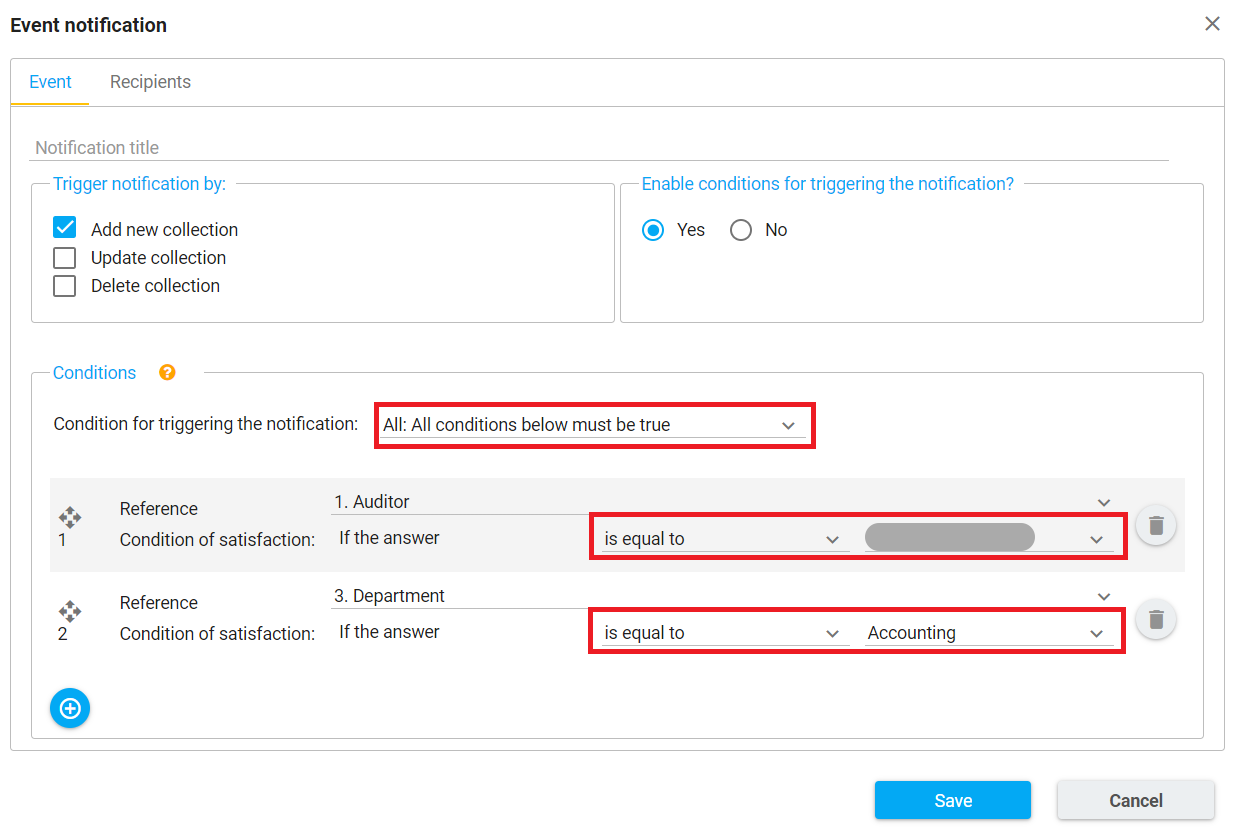 Event notification
Event Recipients
Notification title
Trigger notification by:
Add new collection
Update collection
Delete collection
Enable conditions for triggering the notification?
Yes No
Conditions ?
Condition for triggering the notification: All: All conditions below must be true
1
Reference 1. Auditor
Condition of satisfaction: If the answer is equal to
2
Reference 3. Department
Condition of satisfaction: If the answer is equal to Accounting
Save Cancel